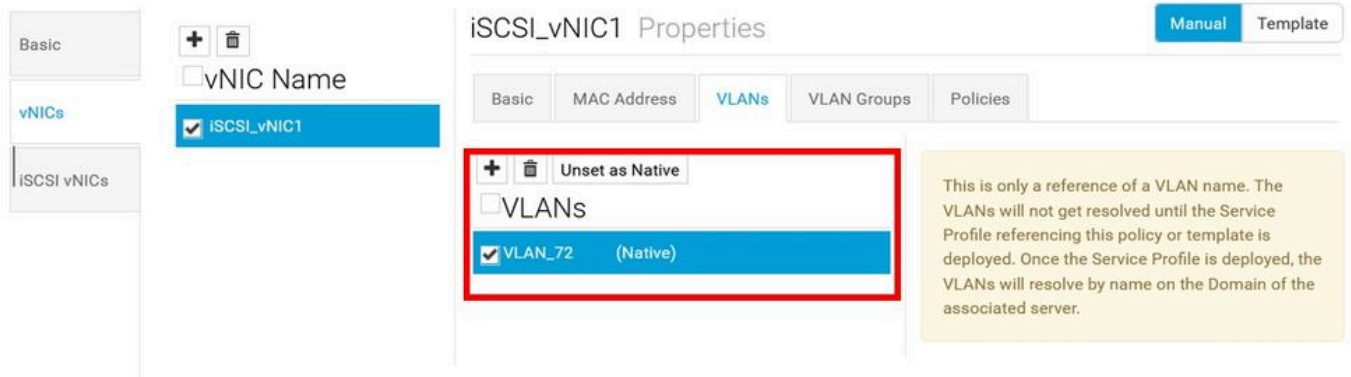 Basic
vNICs
iSCSI vNICs
vNIC Name
iSCSI_vNIC1
iSCSI_vNIC1 Properties
Manual Template
Basic MAC Address VLANs VLAN Groups Policies
Unset as Native
VLANs
VLAN_72 (Native)
This is only a reference of a VLAN name. The
VLANs will not get resolved until the Service
Profile referencing this policy or template is
deployed. Once the Service Profile is deployed, the
VLANs will resolve by name on the Domain of the
associated server.